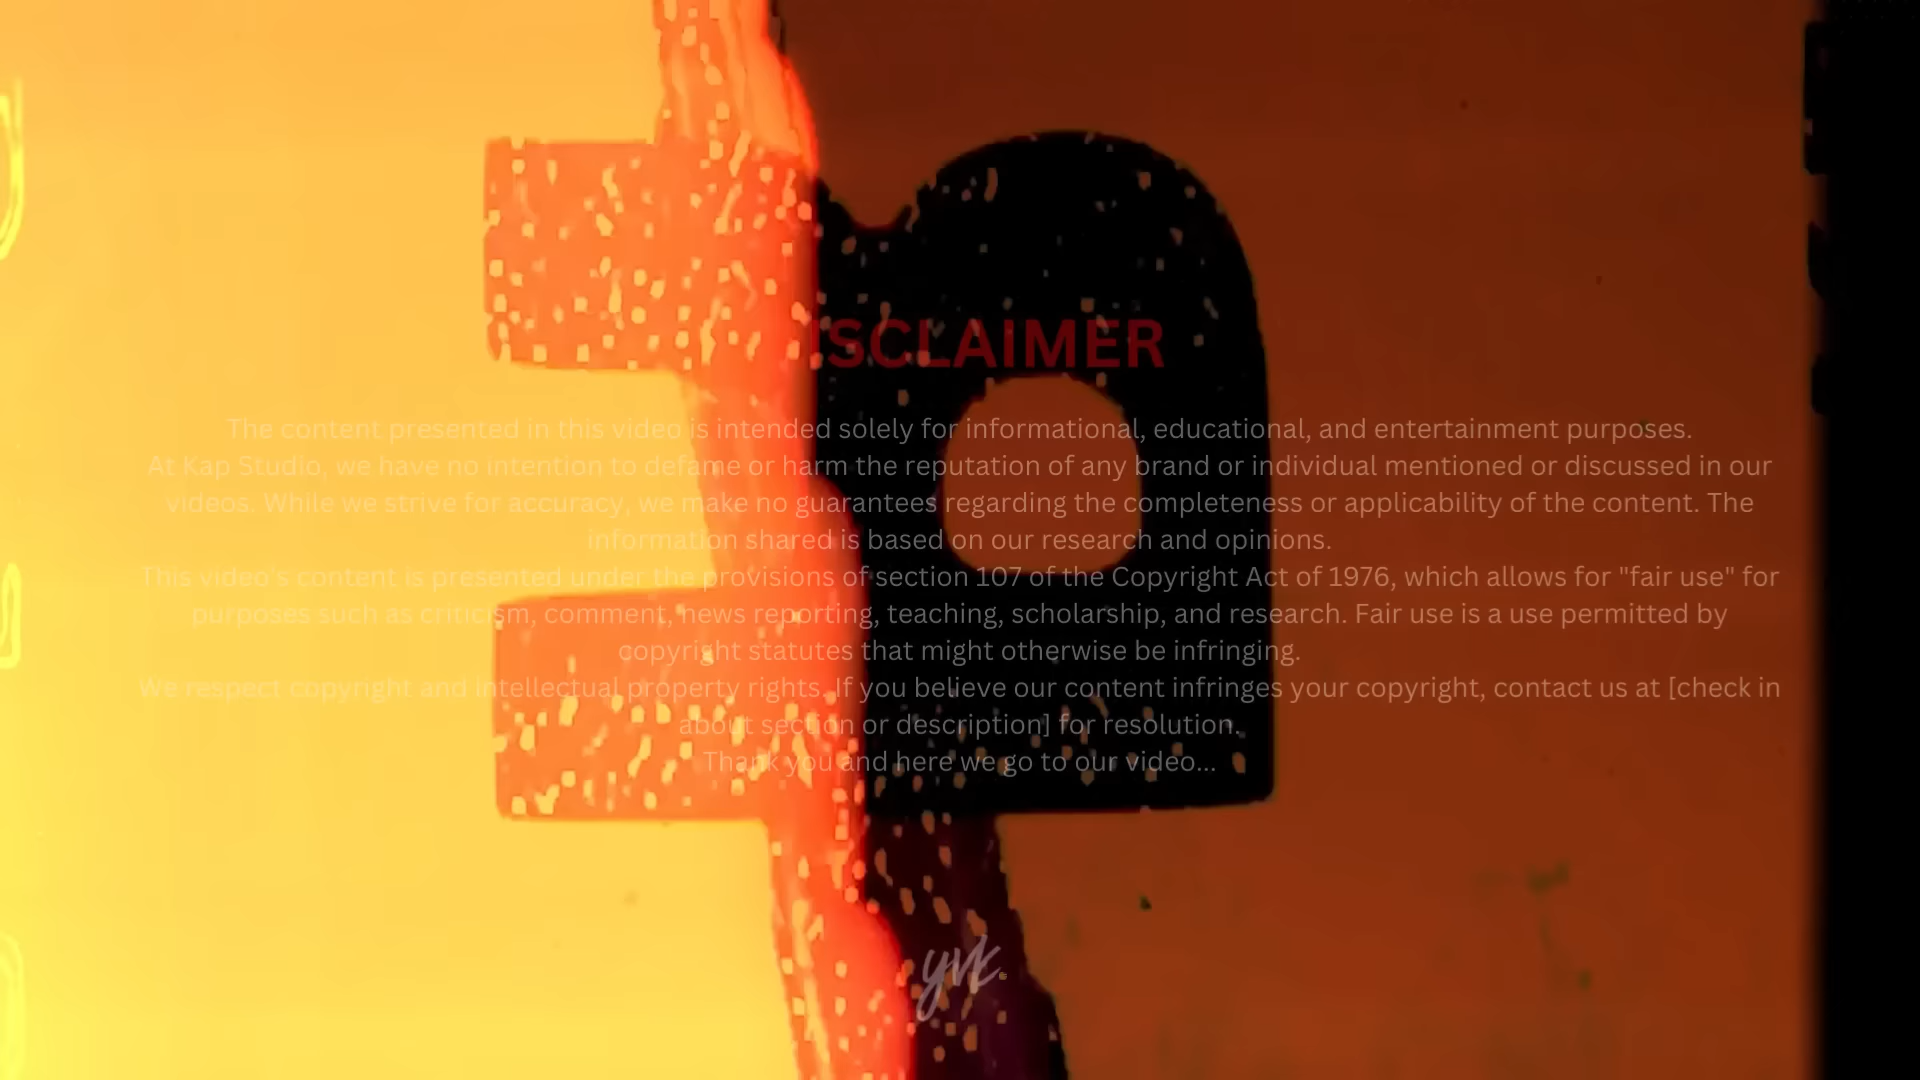 ISCLAIMER
The content presented in this video is intended solely for informational, educational, and entertainment purposes.
At Kap Studio, we have no intention to defame or harm the reputation of any brand or individual mentioned or discussed in our
videos. While we strive for accuracy, we make no guarantees regarding the completeness or applicability of the content. The
information shared is based on our research and opinions.
This video's content is presented under the provisions of section 107 of the Copyright Act of 1976, which allows for "fair use" for
purposes such as criticism, comment, news reporting, teaching, scholarship, and research. Fair use is a use permitted by
copyright statutes that might otherwise be infringing.
We respect copyright and intellectual property rights. If you believe our content infringes your copyright, contact us at [check in
about section or description] for resolution.
Thank you and here we go to our video...